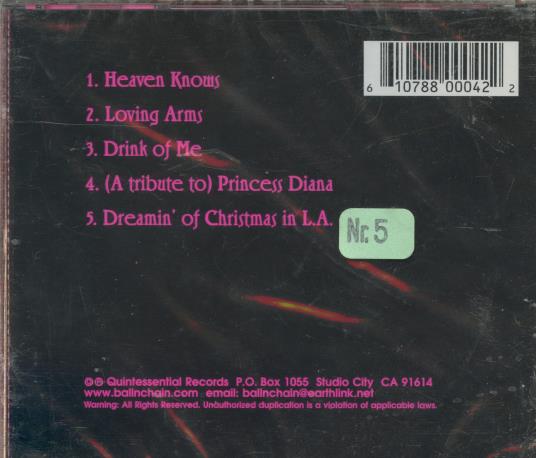 1. Heaven Knows
2. Loving Arms
3. Drink of Me
4. (A tribute to) Princess Diana
5. Dreamin' of Christmas in L.A.
Nr. 5
6 10788 00042 2
©℗ Quintessential Records P.O. Box 1055 Studio City CA 91614
www.balinchain.com email: balinchain@earthlink.net
Warning: All Rights Reserved. Unauthorized duplication is a violation of applicable laws.